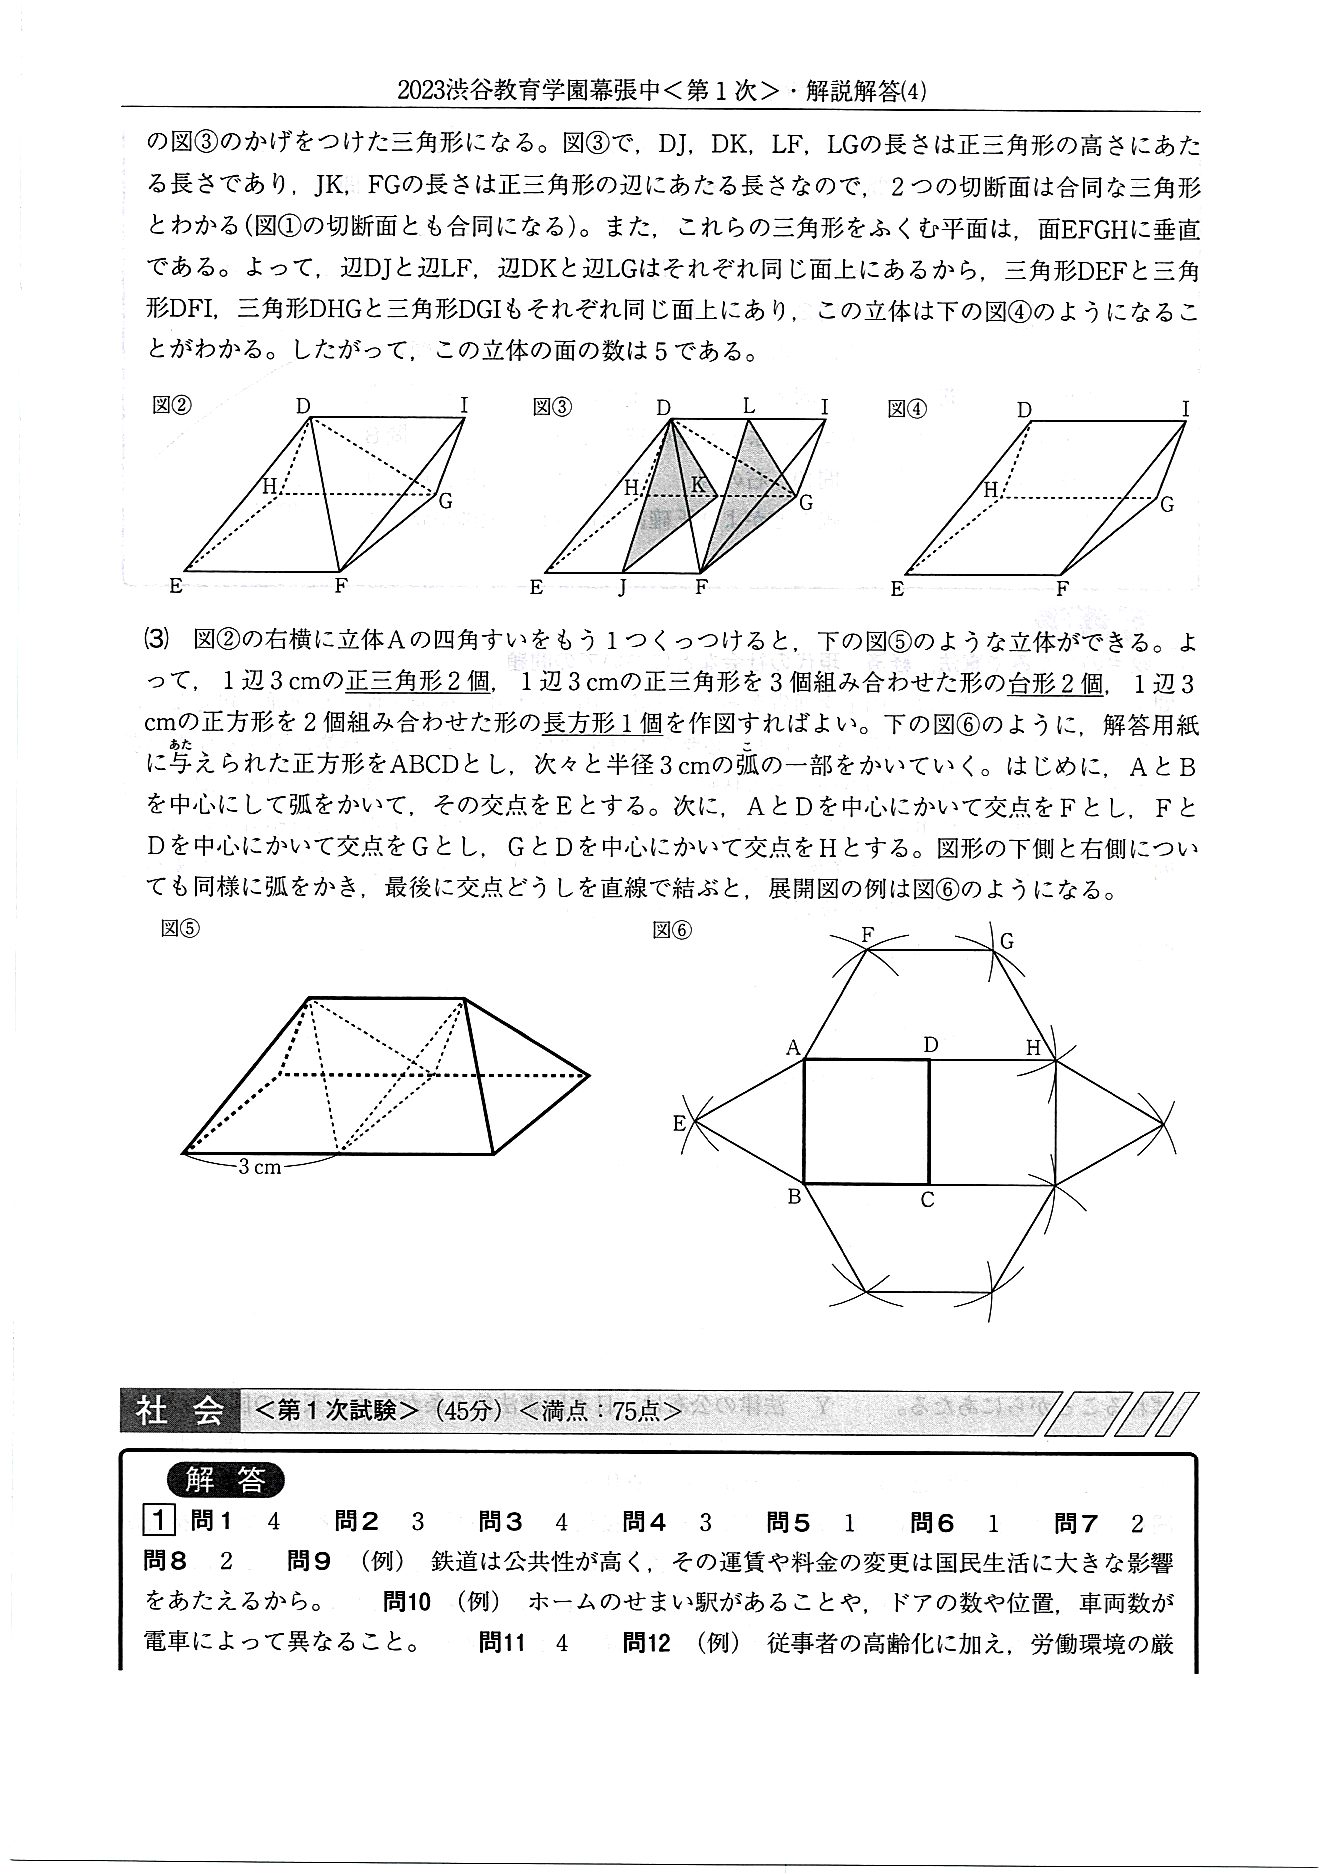 2023渋谷教育学園幕張中＜第１次＞・解説解答(4)
の図③のかげをつけた三角形になる。図③で，DJ，DK，LF，LGの長さは正三角形の高さにあた
る長さであり，JK，FGの長さは正三角形の辺にあたる長さなので，２つの切断面は合同な三角形
とわかる(図①の切断面とも合同になる)。また，これらの三角形をふくむ平面は，面EFGHに垂直
である。よって，辺DJと辺LF，辺DKと辺LGはそれぞれ同じ面上にあるから，三角形DEFと三角
形DFI，三角形DHGと三角形DGIもそれぞれ同じ面上にあり，この立体は下の図④のようになるこ
とがわかる。したがって，この立体の面の数は５である。
図②
D
I
H
G
E
F
図③
D
L
I
H
K
G
E
J
F
図④
D
I
H
G
E
F
(3)　図②の右横に立体Ａの四角すいをもう１つくっつけると，下の図⑤のような立体ができる。よ
って，１辺３cmの正三角形２個，１辺３cmの正三角形を３個組み合わせた形の台形２個，１辺３
cmの正方形を２個組み合わせた形の長方形１個を作図すればよい。下の図⑥のように，解答用紙
あた
こ
に与えられた正方形をABCDとし，次々と半径３cmの弧の一部をかいていく。はじめに，ＡとＢ
を中心にして弧をかいて，その交点をＥとする。次に，ＡとＤを中心にかいて交点をＦとし，Ｆと
Ｄを中心にかいて交点をＧとし，ＧとＤを中心にかいて交点をＨとする。図形の下側と右側につい
ても同様に弧をかき，最後に交点どうしを直線で結ぶと，展開図の例は図⑥のようになる。
図⑤
3 cm
図⑥
F
G
A
D
H
E
B
C
社　会　＜第１次試験＞（45分）＜満点：75点＞
解　答
１　問１　４　問２　３　問３　４　問４　３　問５　１　問６　１　問７　２
問８　２　問９　（例）　鉄道は公共性が高く，その運賃や料金の変更は国民生活に大きな影響
をあたえるから。　問10　（例）　ホームのせまい駅があることや，ドアの数や位置，車両数が
電車によって異なること。　問11　４　問12　（例）　従事者の高齢化に加え，労働環境の厳